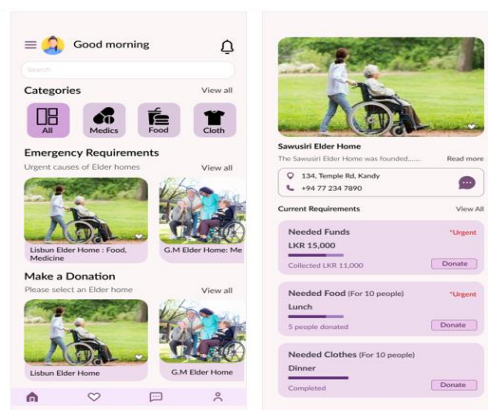 Good morning
Search
Categories View all
All Medics Food Cloth
Emergency Requirements
Urgent causes of Elder homes View all
Lisbun Elder Home : Food,
Medicine
G.M Elder Home: Me
Make a Donation
Please select an Elder home View all
Lisbun Elder Home
G.M Elder Home
Sawusiri Elder Home
The Sawusiri Elder Home was founded...... Read more
134, Temple Rd, Kandy
+94 77 234 7890
Current Requirements View All
Needed Funds *Urgent
LKR 15,000
Collected LKR 11,000 Donate
Needed Food (For 10 people) *Urgent
Lunch
5 people donated Donate
Needed Clothes (For 10 people)
Dinner
Completed Donate